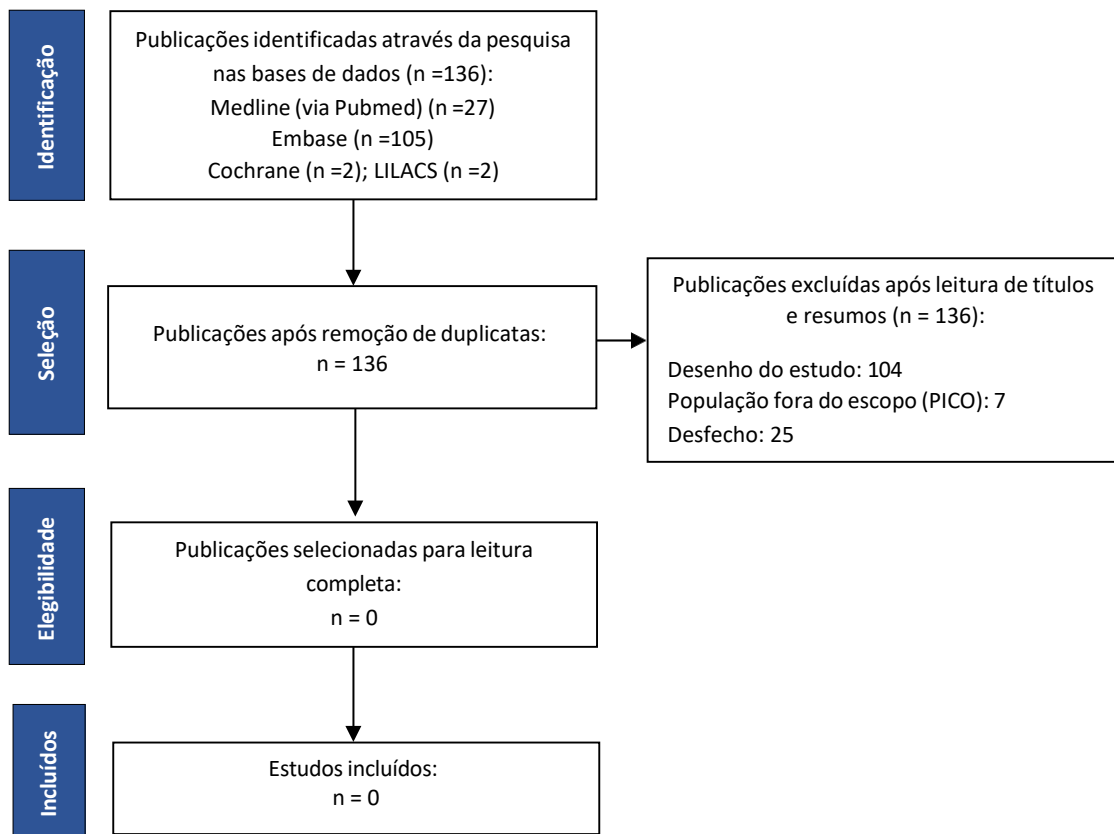 Identificação
Publicações identificadas através da pesquisa
nas bases de dados (n =136):
Medline (via Pubmed) (n =27)
Embase (n =105)
Cochrane (n =2); LILACS (n =2)
Seleção
Publicações após remoção de duplicatas:
n = 136
Publicações excluídas após leitura de títulos
e resumos (n = 136):
Desenho do estudo: 104
População fora do escopo (PICO): 7
Desfecho: 25
Elegibilidade
Publicações selecionadas para leitura
completa:
n = 0
Incluídos
Estudos incluídos:
n = 0